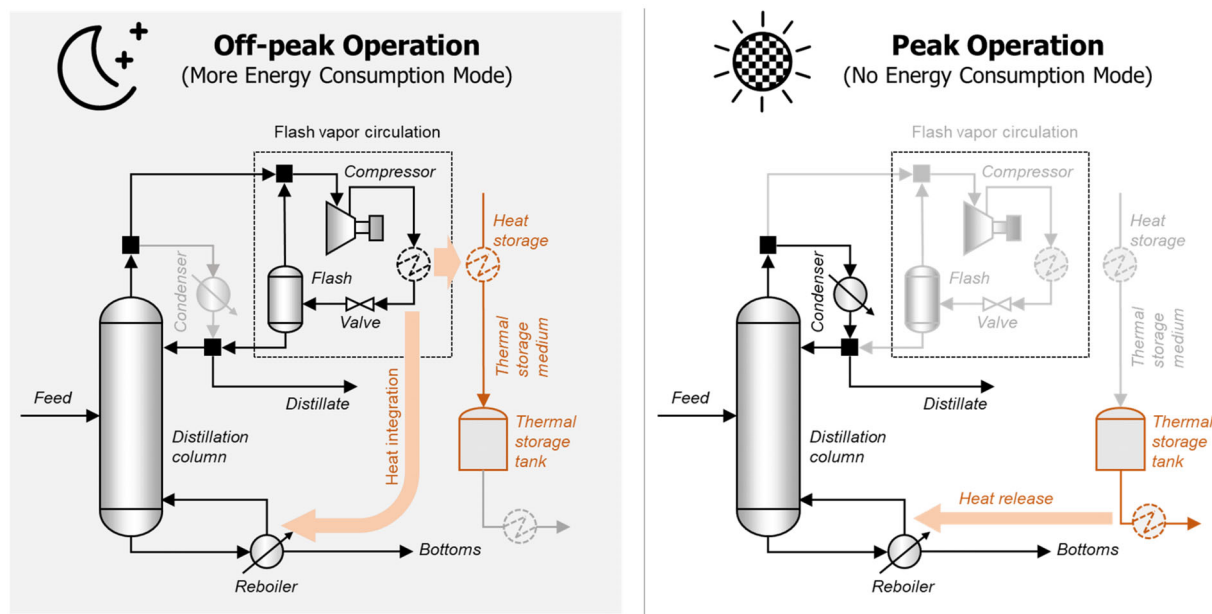 Off-peak Operation
(More Energy Consumption Mode)
Flash vapor circulation
Compressor
Heat
storage
Condenser
Flash
Valve
Thermal
storage
medium
Feed
Distillate
Heat integration
Distillation
column
Thermal
storage
tank
Bottoms
Reboiler
Peak Operation
(No Energy Consumption Mode)
Flash vapor circulation
Compressor
Heat
storage
Condenser
Flash
Valve
Thermal
storage
medium
Feed
Distillate
Distillation
column
Thermal
storage
tank
Heat release
Bottoms
Reboiler